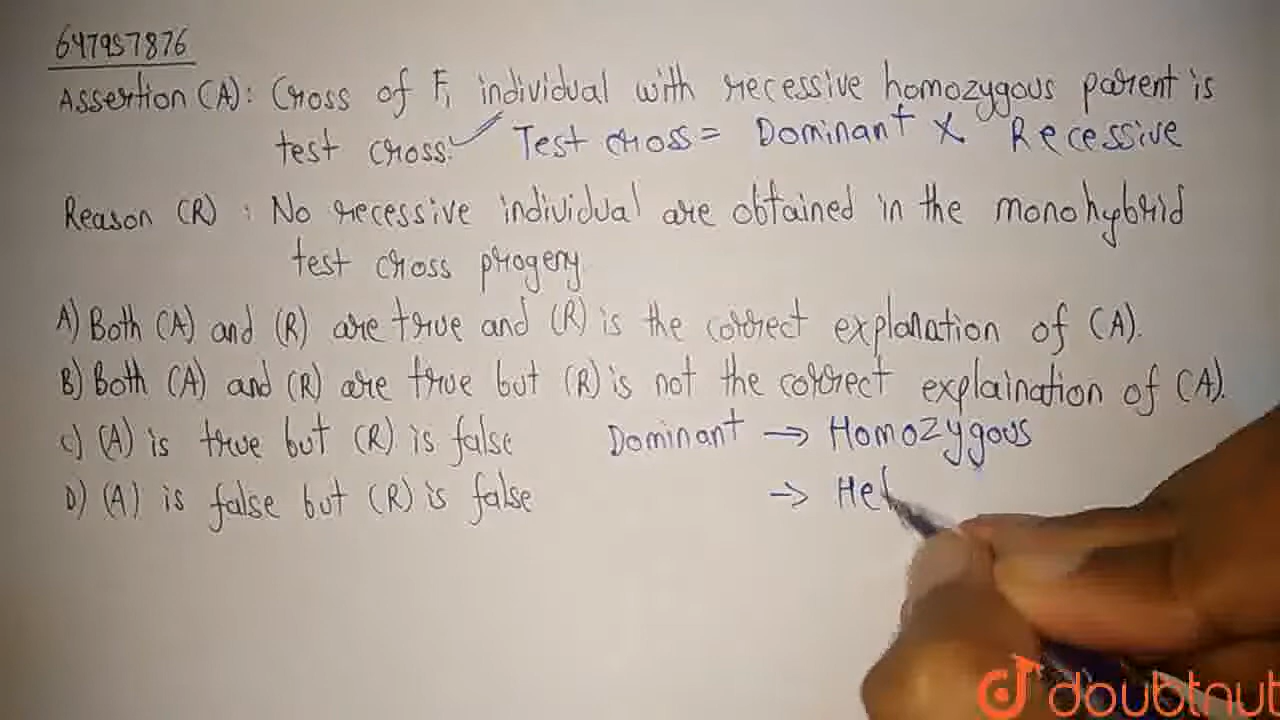 647957876
Assertion (A): Cross of F1 individual with recessive homozygous parent is
test cross. Test cross = Dominant X Recessive
Reason (R) : No recessive individual are obtained in the monohybrid
test cross progeny
A) Both (A) and (R) are true and (R) is the correct explanation of (A).
B) Both (A) and (R) are true but (R) is not the correct explaination of (A).
C) (A) is true but (R) is false Dominant → Homozygous
D) (A) is false but (R) is false → Het
doubtnut